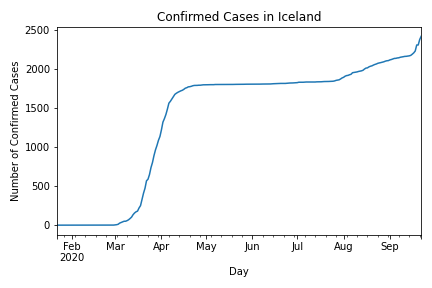 Confirmed Cases in Iceland
Number of Confirmed Cases
2500
2000
1500
1000
500
0
Feb Mar Apr May Jun Jul Aug Sep
2020
Day